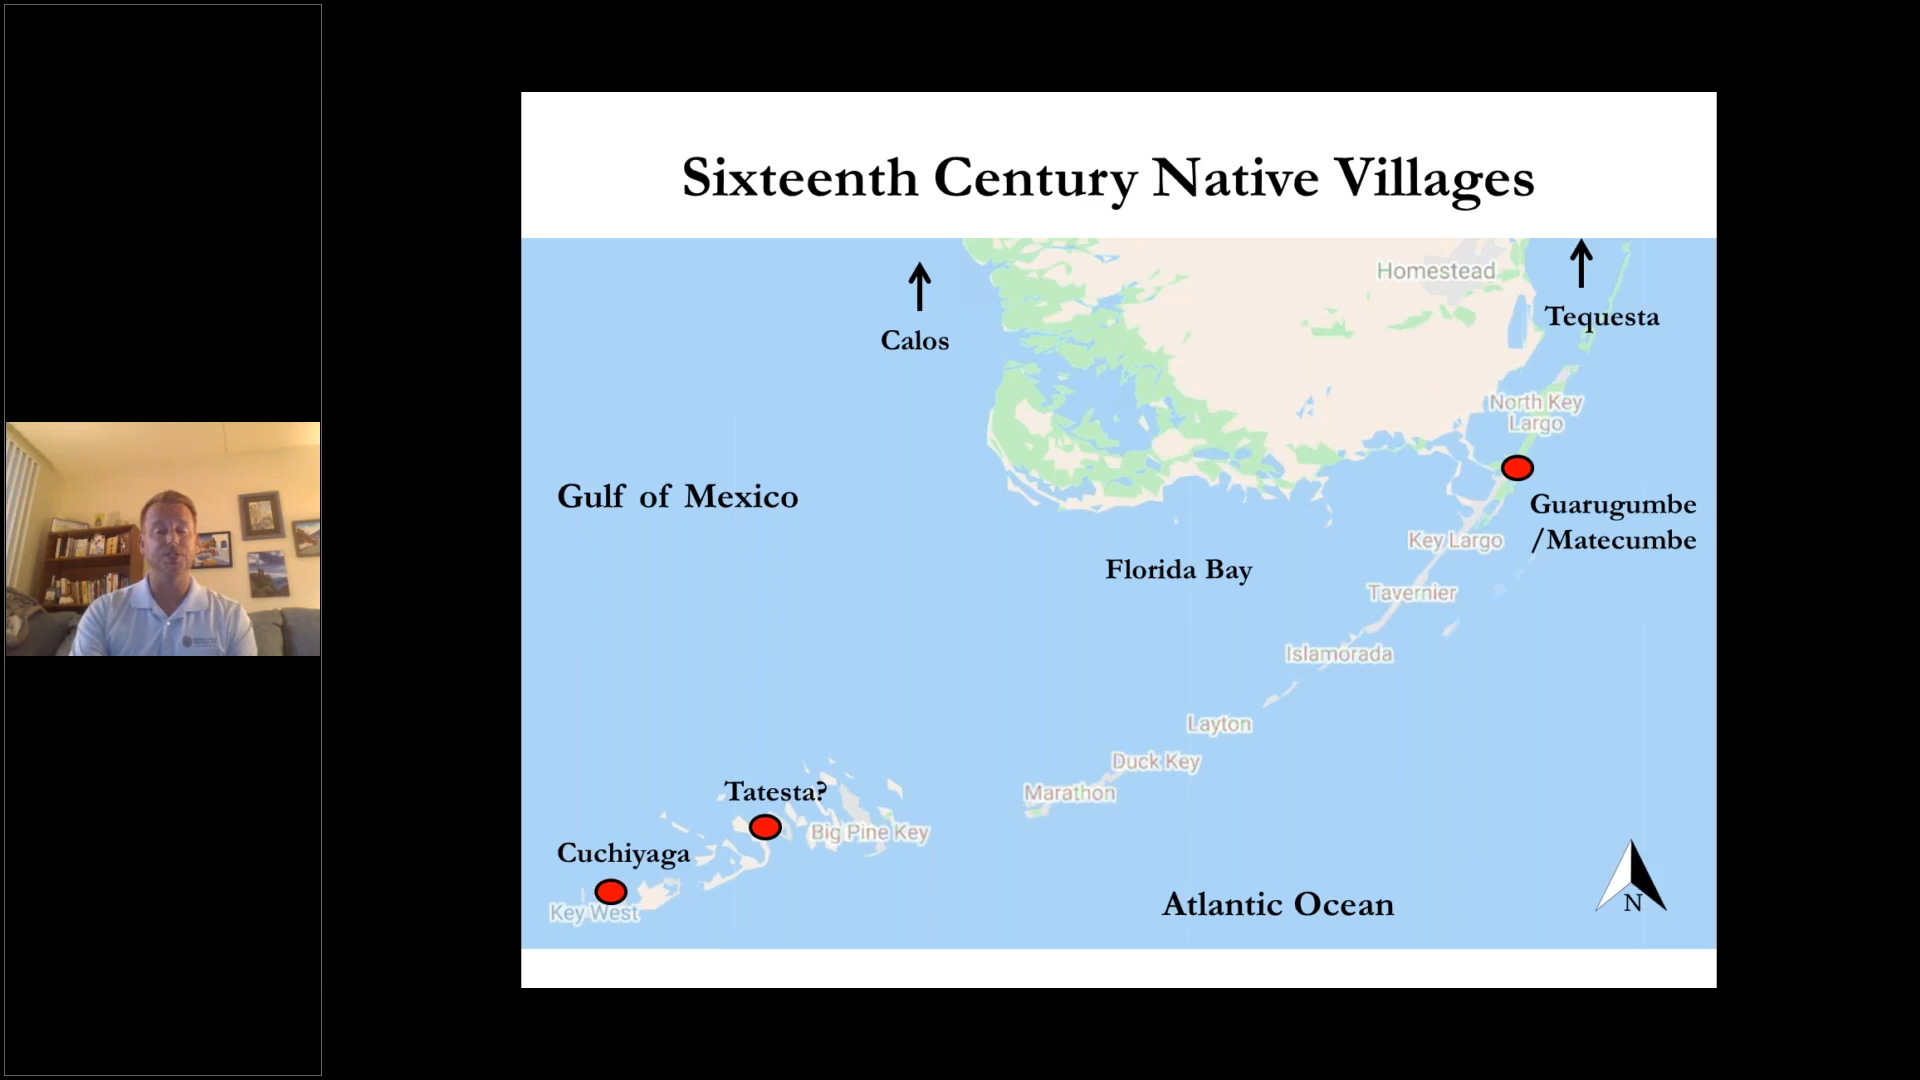 Sixteenth Century Native Villages
Homestead
Tequesta
Calos
North Key
Largo
Gulf of Mexico
Guarugumbe
/Matecumbe
Key Largo
Florida Bay
Tavernier
Islamorada
Layton
Duck Key
Marathon
Tatesta?
Big Pine Key
Cuchiyaga
Key West
Atlantic Ocean
N